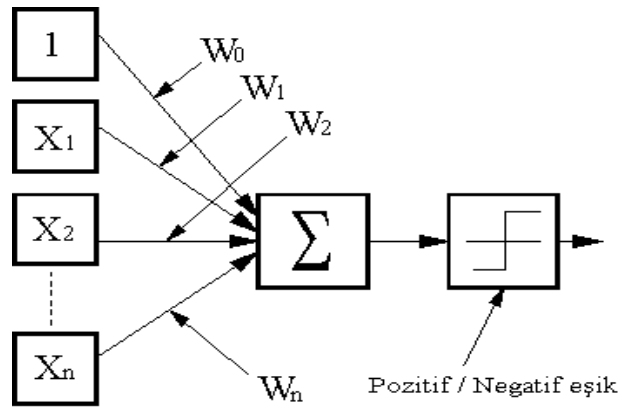 1
W0
W1
X1
W2
X2
Σ
Xn
Wn
Pozitif / Negatif eşik